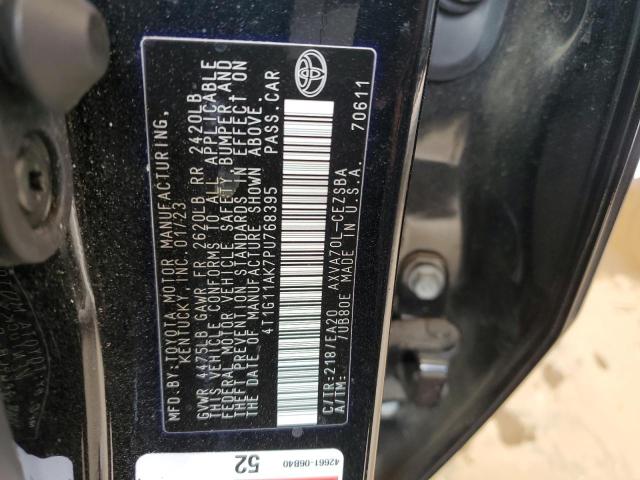 MFD.BY:TOYOTA MOTOR MANUFACTURING,
KENTUCKY,INC. 01/23
GVWR 4475LB GAWR FR 2620LB RR 2420LB
THIS VEHICLE CONFORMS TO ALL APPLICABLE
FEDERAL MOTOR VEHICLE SAFETY,BUMPER,AND
THEFT PREVENTION STANDARDS IN EFFECT ON
THE DATE OF MANUFACTURE SHOWN ABOVE.
4T1G11AK7PU768395 PASS.CAR
C/TR:218/EA20 AXVA70L-CEZSBA
A/TM: 7UB80E MADE IN U.S.A. 70611
52
42661-06B40